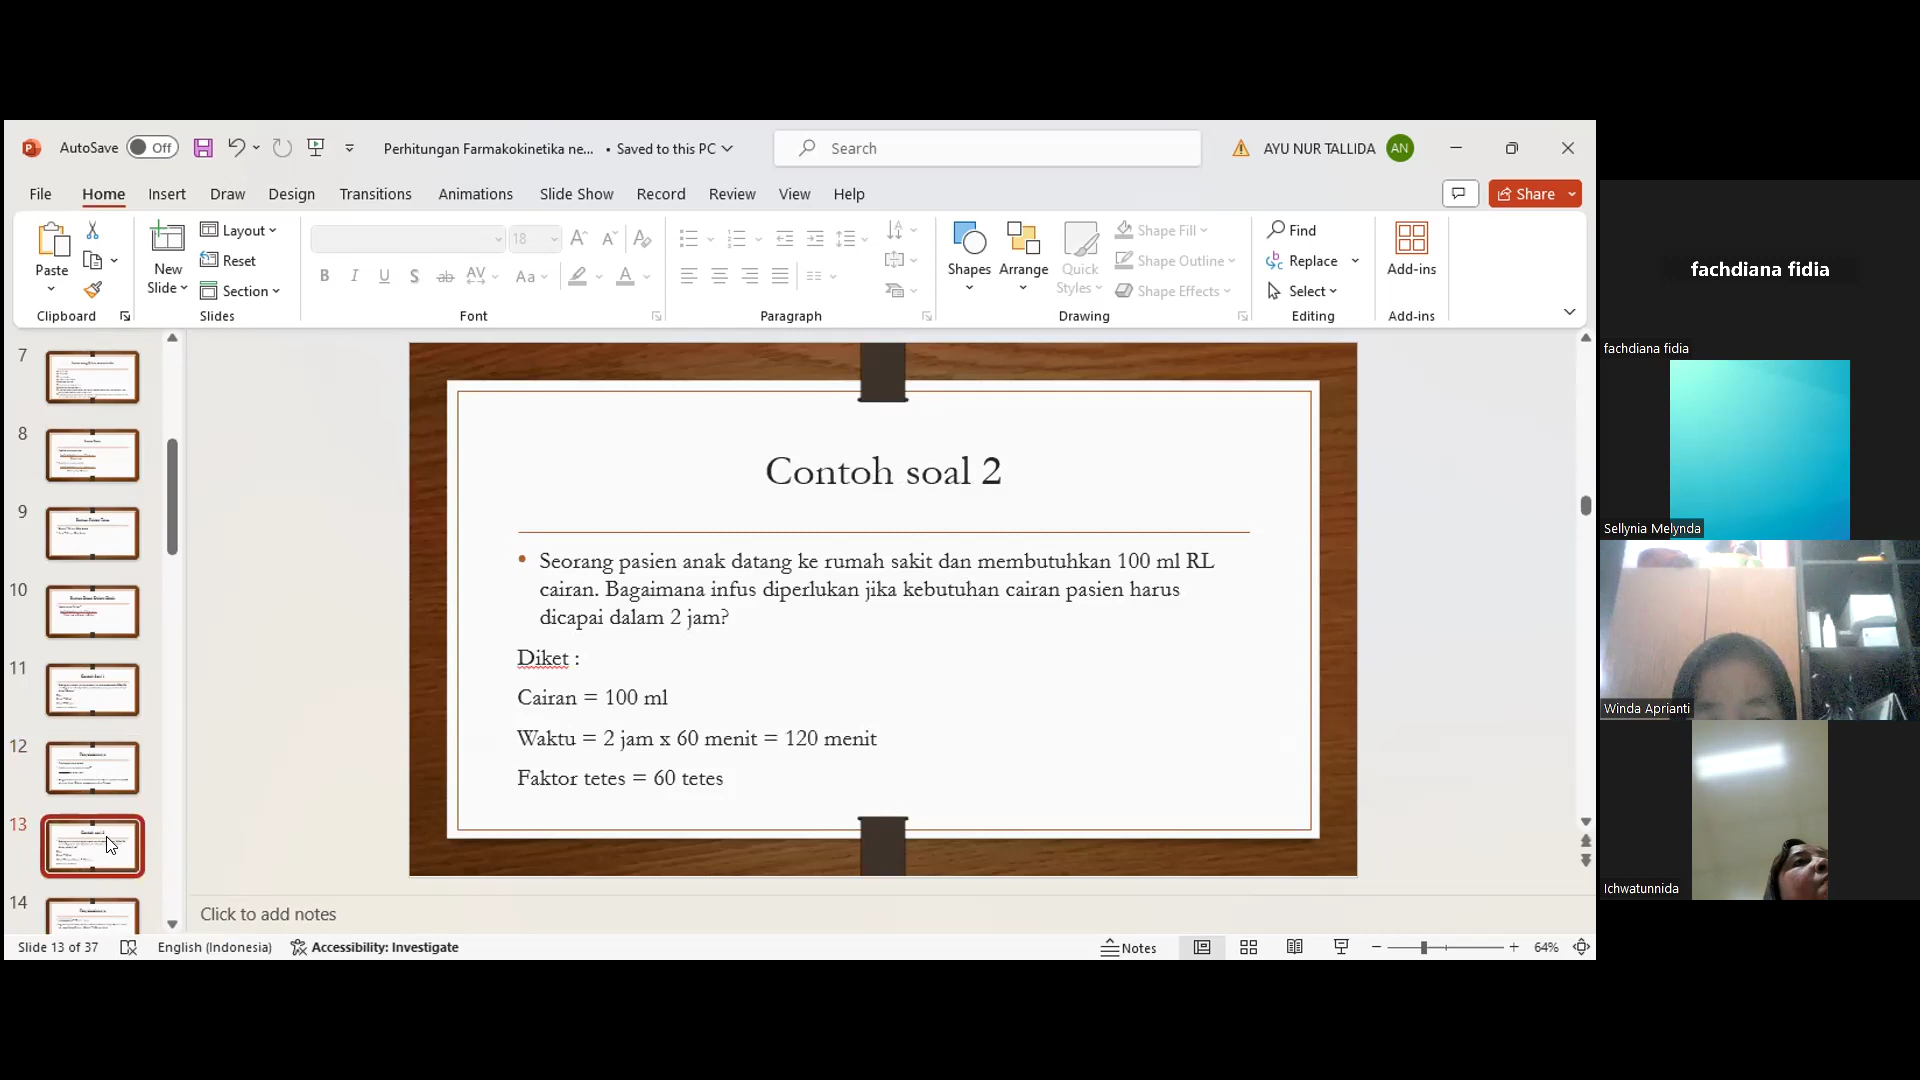 AutoSave Off Perhitungan Farmakokinetika ne... • Saved to this PC Search AYU NUR TALLIDA AN
File Home Insert Draw Design Transitions Animations Slide Show Record Review View Help Share
Paste
Clipboard
New Slide
Layout
Reset
Section
Slides
18
B I U S ab AV Aa A
Font
Paragraph
Shapes
Arrange
Quick Styles
Shape Fill
Shape Outline
Shape Effects
Drawing
Find
Replace
Select
Editing
Add-ins
Add-ins
7
8
9
10
11
12
13
14
Contoh soal 2
• Seorang pasien anak datang ke rumah sakit dan membutuhkan 100 ml RL
cairan. Bagaimana infus diperlukan jika kebutuhan cairan pasien harus
dicapai dalam 2 jam?
Diket :
Cairan = 100 ml
Waktu = 2 jam x 60 menit = 120 menit
Faktor tetes = 60 tetes
Click to add notes
Slide 13 of 37 English (Indonesia) Accessibility: Investigate Notes 64%
fachdiana fidia
fachdiana fidia
Sellynia Melynda
Winda Aprianti
Ichwatunnida